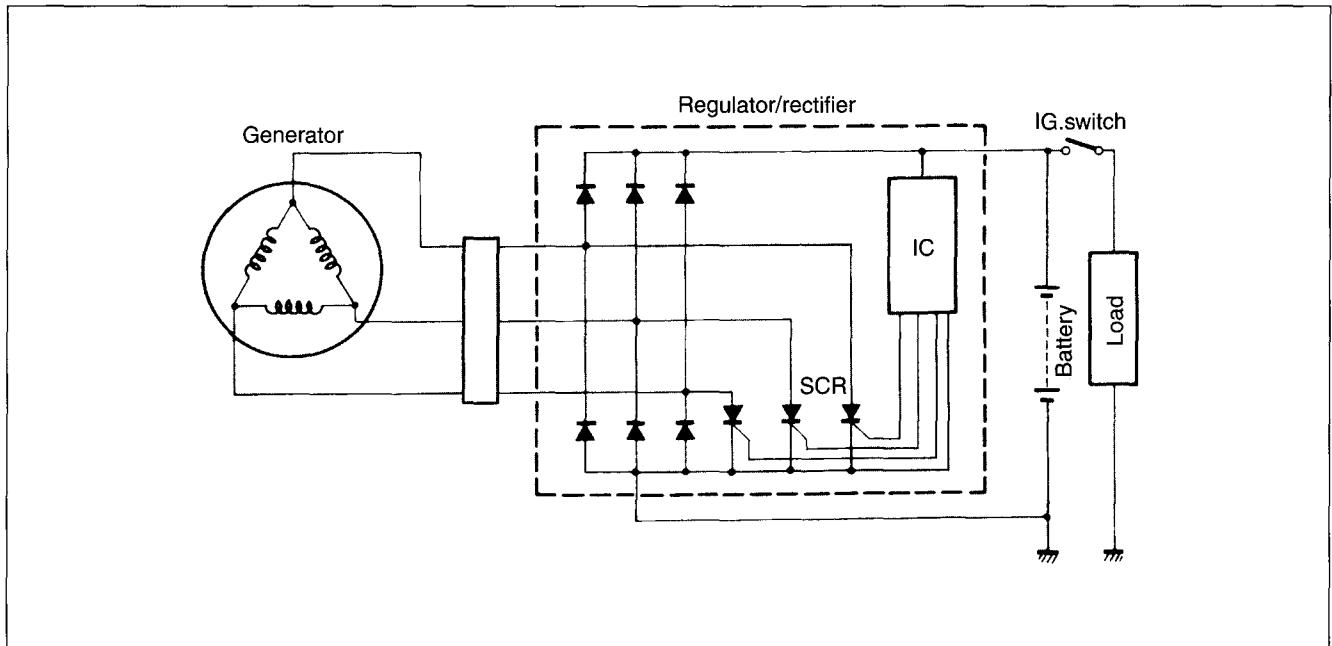 Regulator/rectifier
Generator
IG.switch
IC
SCR
Battery
Load